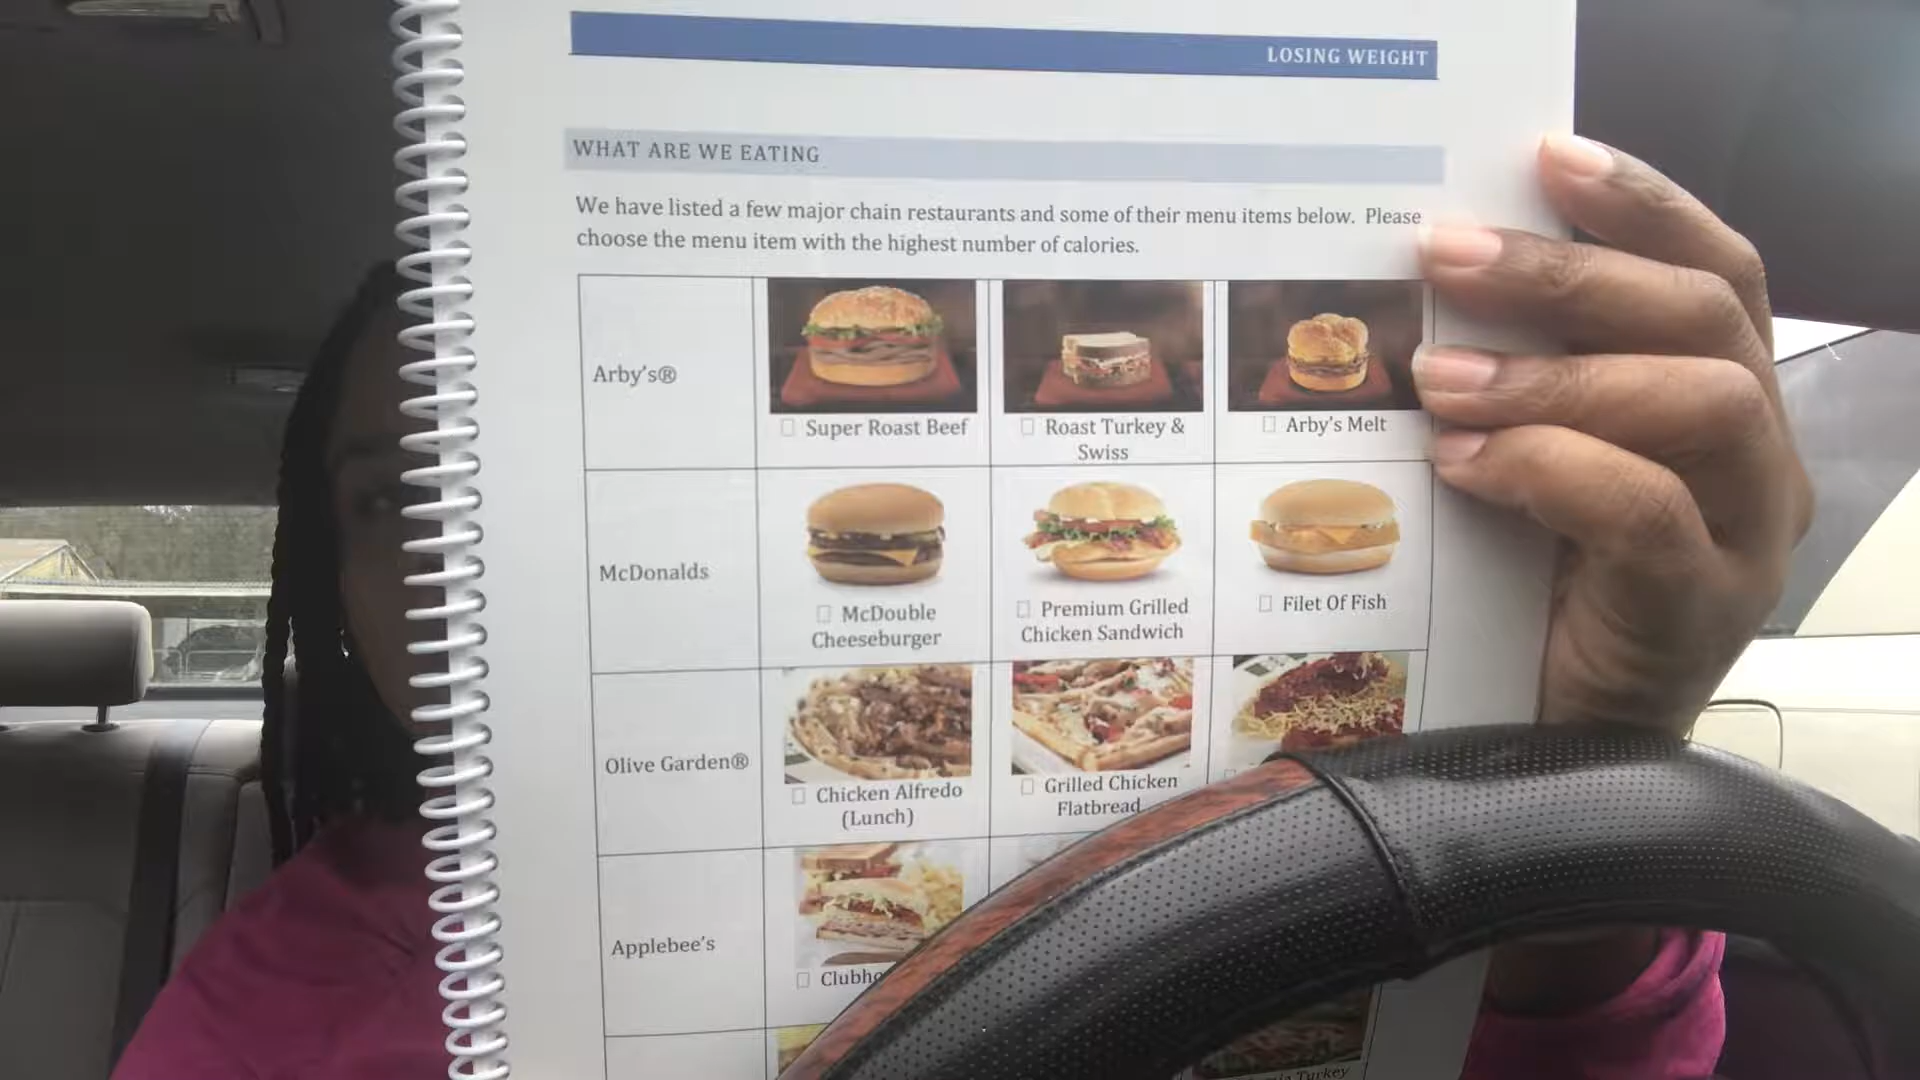 LOSING WEIGHT
WHAT ARE WE EATING
We have listed a few major chain restaurants and some of their menu items below. Please
choose the menu item with the highest number of calories.
Arby's®
Super Roast Beef
Roast Turkey &
Swiss
Arby's Melt
McDonalds
McDouble
Cheeseburger
Premium Grilled
Chicken Sandwich
Filet Of Fish
Olive Garden®
Chicken Alfredo
(Lunch)
Grilled Chicken
Flatbread
Applebee's
Turkey